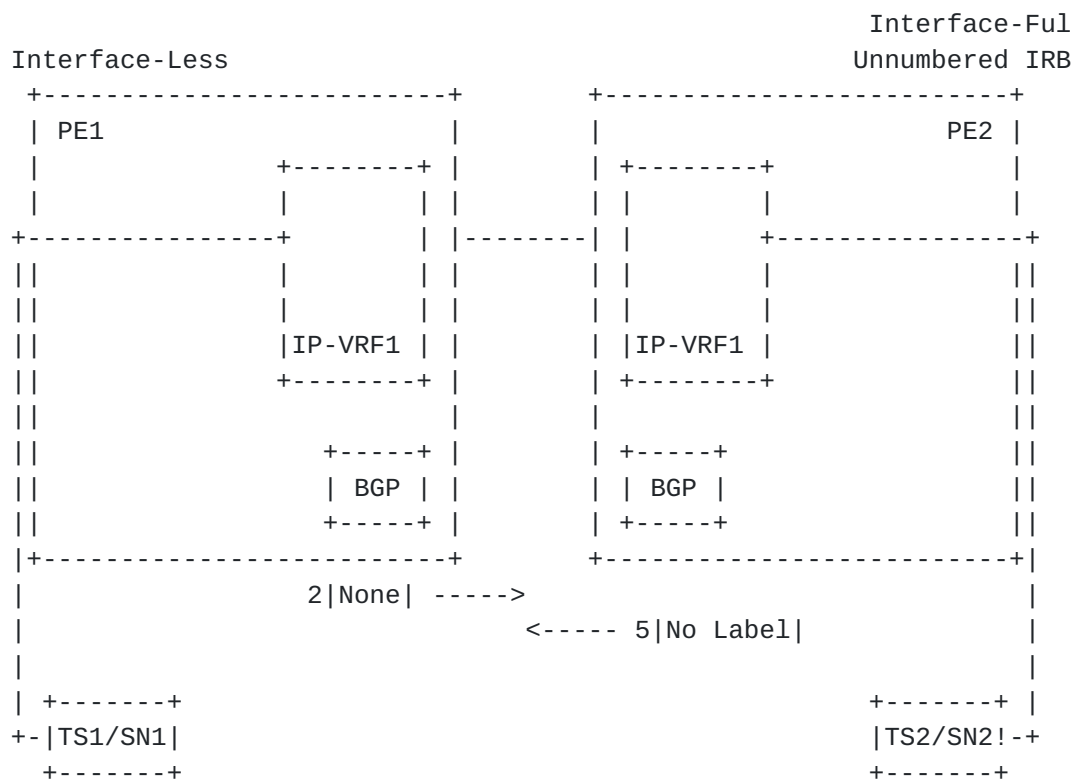 Interface-Ful
Interface-Less Unnumbered IRB
PE1 PE2
IP-VRF1 IP-VRF1
BGP BGP
2|None| ----->
<----- 5|No Label|
TS1/SN1| |TS2/SN2!